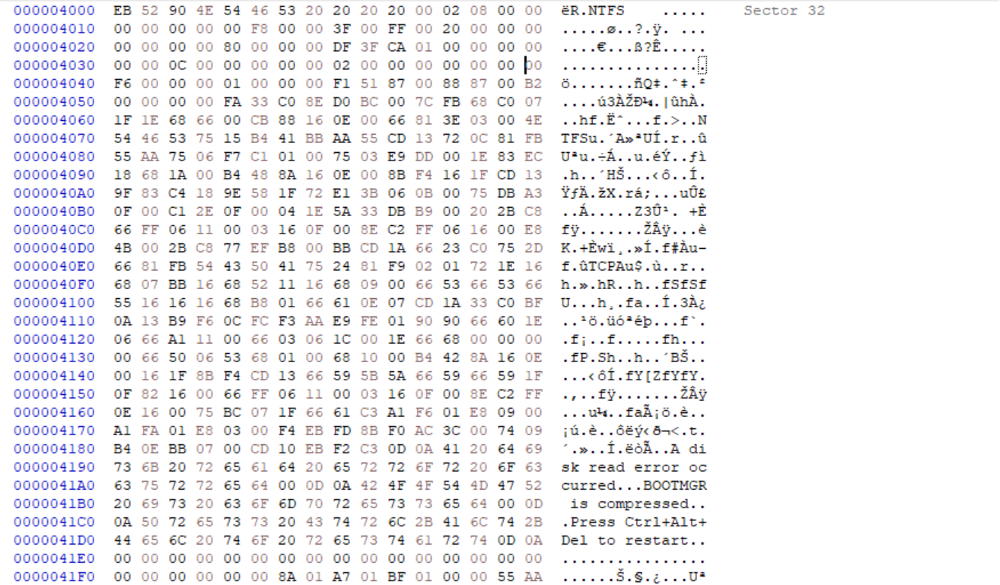 000004000 EB 52 90 4E 54 46 53 20 20 20 20 00 02 08 00 00 ëR.NTFS    ..... Sector 32
000004010 00 00 00 00 00 F8 00 00 3F 00 FF 00 20 00 00 00 .....ø..?.ÿ. ...
000004020 00 00 00 00 80 00 00 00 DF 3F CA 01 00 00 00 00 ....€...ß?Ê.....
000004030 00 00 0C 00 00 00 00 00 02 00 00 00 00 00 00 00 ................
000004040 F6 00 00 00 01 00 00 00 F1 51 87 00 88 87 00 B2 ö.......ñQ‡.ˆ‡.²
000004050 00 00 00 00 FA 33 C0 8E D0 BC 00 7C FB 68 C0 07 ....ú3ÀŽÐ¼.|ûhÀ.
000004060 1F 1E 68 66 00 CB 88 16 0E 00 66 81 3E 03 00 4E ..hf.Ëˆ...f.>..N
000004070 54 46 53 75 15 B4 41 BB AA 55 CD 13 72 0C 81 FB TFSu.´A»ªUÍ.r..û
000004080 55 AA 75 06 F7 C1 01 00 75 03 E9 DD 00 1E 83 EC Uªu.÷Á..u.éÝ..ƒì
000004090 18 68 1A 00 B4 48 8A 16 0E 00 8B F4 16 1F CD 13 .h..´HŠ...‹ô..Í.
0000040A0 9F 83 C4 18 9E 58 1F 72 E1 3B 06 0B 00 75 DB A3 ŸƒÄ.žX.rá;...uÛ£
0000040B0 0F 00 C1 2E 0F 00 04 1E 5A 33 DB B9 00 20 2B C8 ..Á.....Z3Û¹. +È
0000040C0 66 FF 06 11 00 03 16 0F 00 8E C2 FF 06 16 00 E8 fÿ.......ŽÂÿ...è
0000040D0 4B 00 2B C8 77 EF B8 00 BB CD 1A 66 23 C0 75 2D K.+Èwï¸.»Í.f#Àu-
0000040E0 66 81 FB 54 43 50 41 75 24 81 F9 02 01 72 1E 16 f.ûTCPAu$.ù..r..
0000040F0 68 07 BB 16 68 52 11 16 68 09 00 66 53 66 53 66 h.».hR..h..fSfSf
000004100 55 16 16 16 68 B8 01 66 61 0E 07 CD 1A 33 C0 BF U...h¸.fa..Í.3À¿
000004110 0A 13 B9 F6 0C FC F3 AA E9 FE 01 90 90 66 60 1E ..¹ö.üóªéþ...f`.
000004120 06 66 A1 11 00 66 03 06 1C 00 1E 66 68 00 00 00 .f¡..f.....fh...
000004130 00 66 50 06 53 68 01 00 68 10 00 B4 42 8A 16 0E .fP.Sh..h..´BŠ..
000004140 00 16 1F 8B F4 CD 13 66 59 5B 5A 66 59 66 59 1F ...‹ôÍ.fY[ZfYfY.
000004150 0F 82 16 00 66 FF 06 11 00 03 16 0F 00 8E C2 FF .‚..fÿ.......ŽÂÿ
000004160 0E 16 00 75 BC 07 1F 66 61 C3 A1 F6 01 E8 09 00 ...u¼..faÃ¡ö.è..
000004170 A1 FA 01 E8 03 00 F4 EB FD 8B F0 AC 3C 00 74 09 ¡ú.è..ôëý‹ð¬<.t.
000004180 B4 0E BB 07 00 CD 10 EB F2 C3 0D 0A 41 20 64 69 ´.»..Í.ëòÃ..A di
000004190 73 6B 20 72 65 61 64 20 65 72 72 6F 72 20 6F 63 sk read error oc
0000041A0 63 75 72 72 65 64 00 0D 0A 42 4F 4F 54 4D 47 52 curred...BOOTMGR
0000041B0 20 69 73 20 63 6F 6D 70 72 65 73 73 65 64 00 0D  is compressed..
0000041C0 0A 50 72 65 73 73 20 43 74 72 6C 2B 41 6C 74 2B .Press Ctrl+Alt+
0000041D0 44 65 6C 20 74 6F 20 72 65 73 74 61 72 74 0D 0A Del to restart..
0000041E0 00 00 00 00 00 00 00 00 00 00 00 00 00 00 00 00 ................
0000041F0 00 00 00 00 00 00 8A 01 A7 01 BF 01 00 00 55 AA ......Š.§.¿...Uª